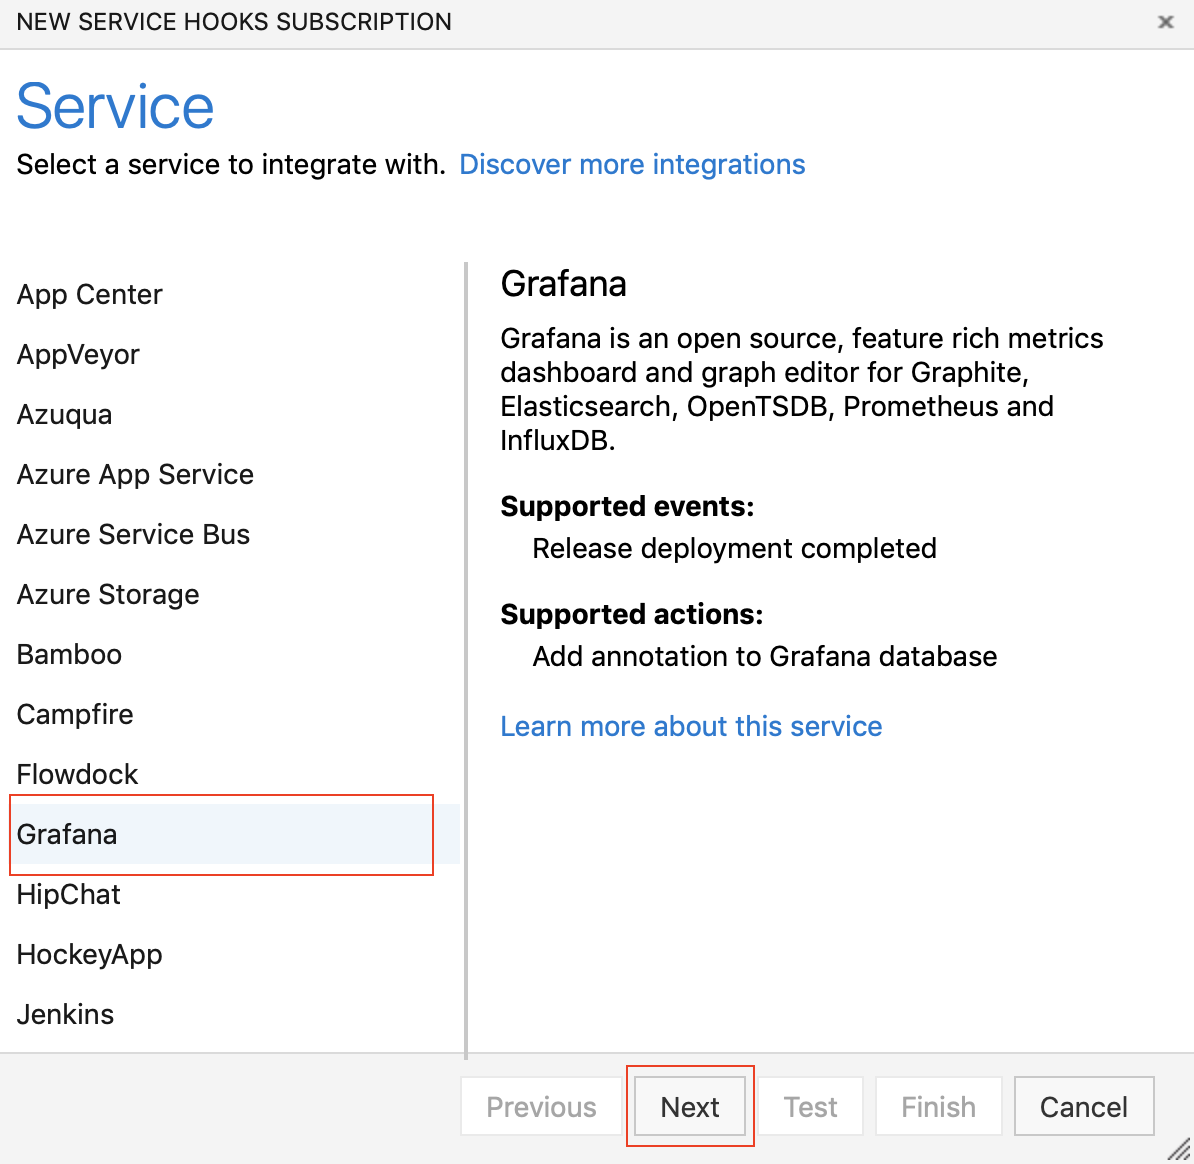 NEW SERVICE HOOKS SUBSCRIPTION
Service
Select a service to integrate with. Discover more integrations
App Center
AppVeyor
Azuqua
Azure App Service
Azure Service Bus
Azure Storage
Bamboo
Campfire
Flowdock
Grafana
HipChat
HockeyApp
Jenkins
Grafana
Grafana is an open source, feature rich metrics
dashboard and graph editor for Graphite,
Elasticsearch, OpenTSDB, Prometheus and
InfluxDB.
Supported events:
Release deployment completed
Supported actions:
Add annotation to Grafana database
Learn more about this service
Previous Next Test Finish Cancel